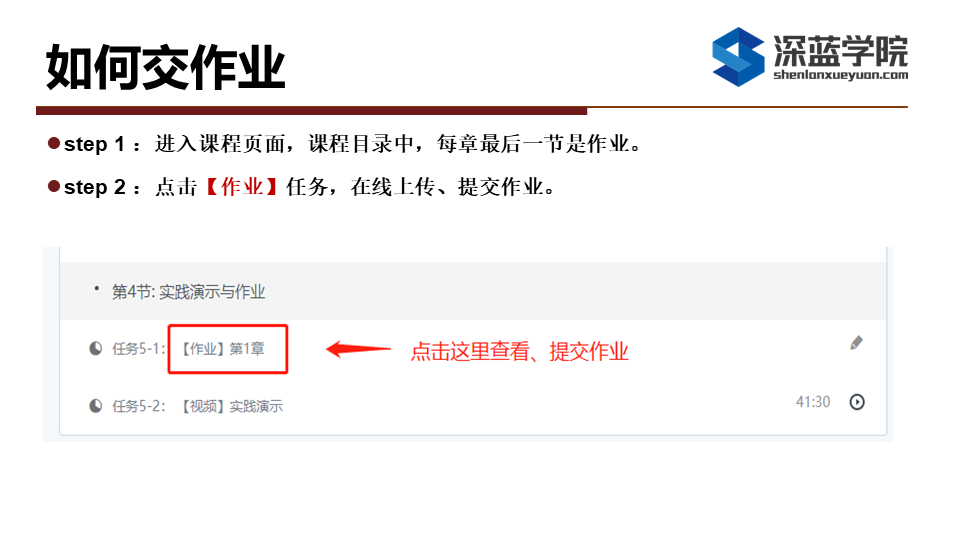 如何交作业
深蓝学院
shenlanxueyuan.com
●step 1 ：进入课程页面，课程目录中，每章最后一节是作业。
●step 2 ：点击【作业】任务，在线上传、提交作业。
• 第4节: 实践演示与作业
任务5-1: 【作业】第1章
点击这里查看、提交作业
任务5-2: 【视频】实践演示
41:30